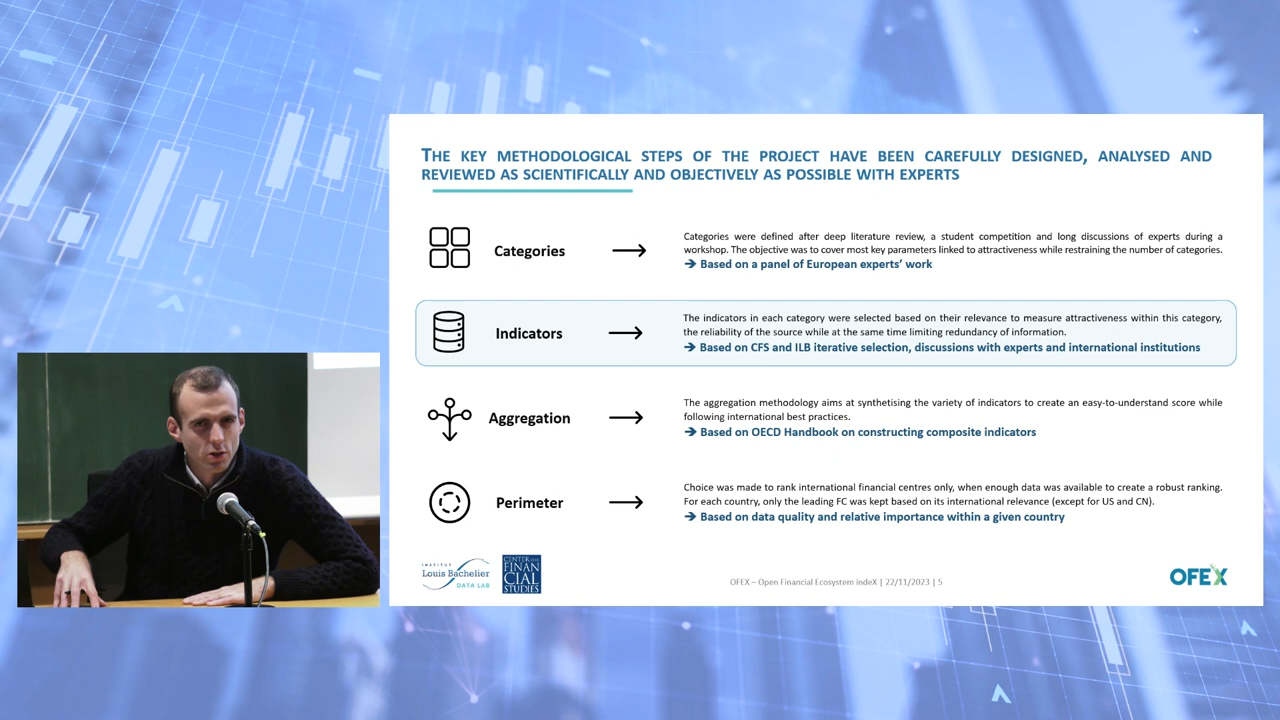 THE KEY METHODOLOGICAL STEPS OF THE PROJECT HAVE BEEN CAREFULLY DESIGNED, ANALYSED AND
REVIEWED AS SCIENTIFICALLY AND OBJECTIVELY AS POSSIBLE WITH EXPERTS
Categories
Categories were defined after deep literature review, a student competition and long discussions of experts during a
workshop. The objective was to cover most key parameters linked to attractiveness while restraining the number of categories.
➔ Based on a panel of European experts’ work
Indicators
The indicators in each category were selected based on their relevance to measure attractiveness within this category,
the reliability of the source while at the same time limiting redundancy of information.
➔ Based on CFS and ILB iterative selection, discussions with experts and international institutions
Aggregation
The aggregation methodology aims at synthetising the variety of indicators to create an easy-to-understand score while
following international best practices.
➔ Based on OECD Handbook on constructing composite indicators
Perimeter
Choice was made to rank international financial centres only, when enough data was available to create a robust ranking.
For each country, only the leading FC was kept based on its international relevance (except for US and CN).
➔ Based on data quality and relative importance within a given country
INSTITUT
Louis Bachelier
DATA LAB
CENTER FOR
FINAN
CIAL
STUDIES
OFEX – Open Financial Ecosystem indeX | 22/11/2023 | 5
OFEX